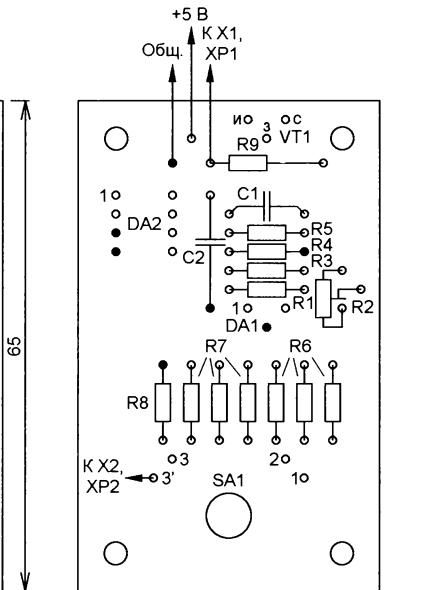 +5 В
Общ.
К X1,
XP1
и
с
з
VT1
R9
1
C1
DA2
R5
R4
C2
R3
R1
R2
1
DA1
65
R7
R6
R8
3
2
К X2,
XP2
3'
SA1
1